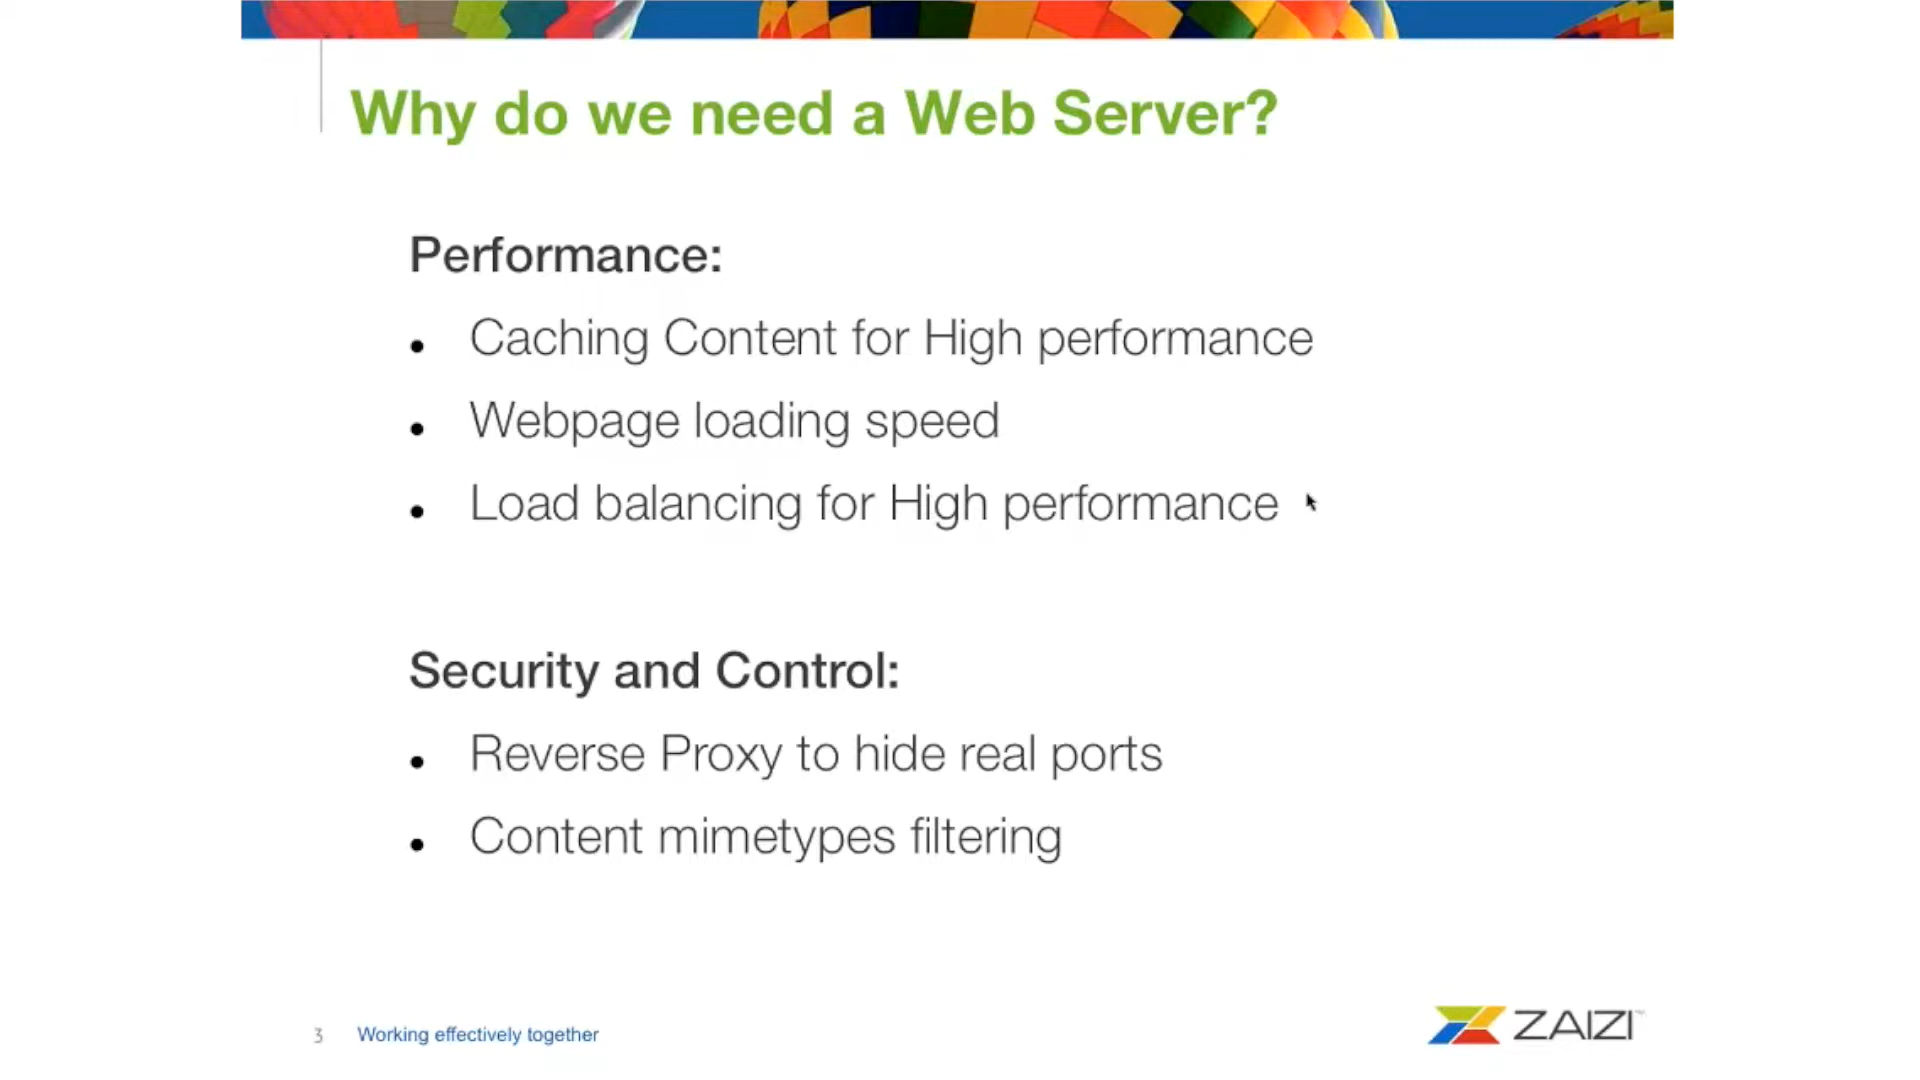 Why do we need a Web Server?
Performance:
• Caching Content for High performance
• Webpage loading speed
• Load balancing for High performance
Security and Control:
• Reverse Proxy to hide real ports
• Content mimetypes filtering
3 Working effectively together
ZAIZI™